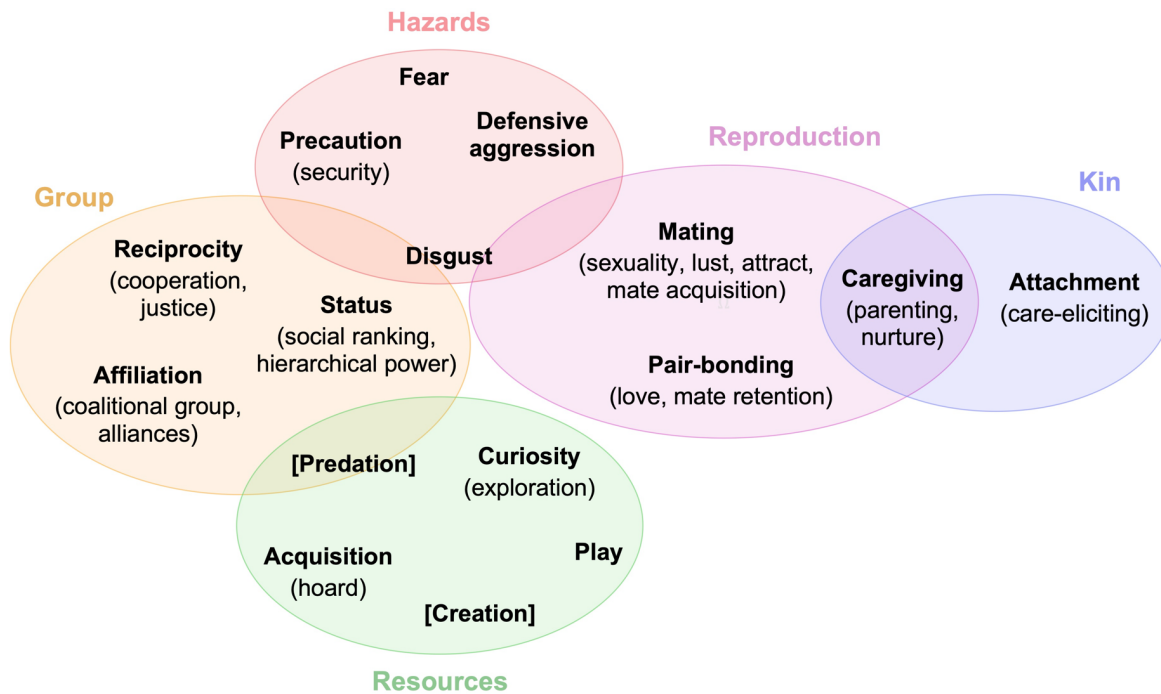 Hazards
Fear
Precaution
(security)
Defensive
aggression
Reproduction
Kin
Group
Reciprocity
(cooperation,
justice)
Disgust
Status
(social ranking,
hierarchical power)
Affiliation
(coalitional group,
alliances)
Mating
(sexuality, lust, attract,
mate acquisition)
Caregiving
(parenting,
nurture)
Attachment
(care-eliciting)
Pair-bonding
(love, mate retention)
[Predation]
Curiosity
(exploration)
Acquisition
(hoard)
Play
[Creation]
Resources